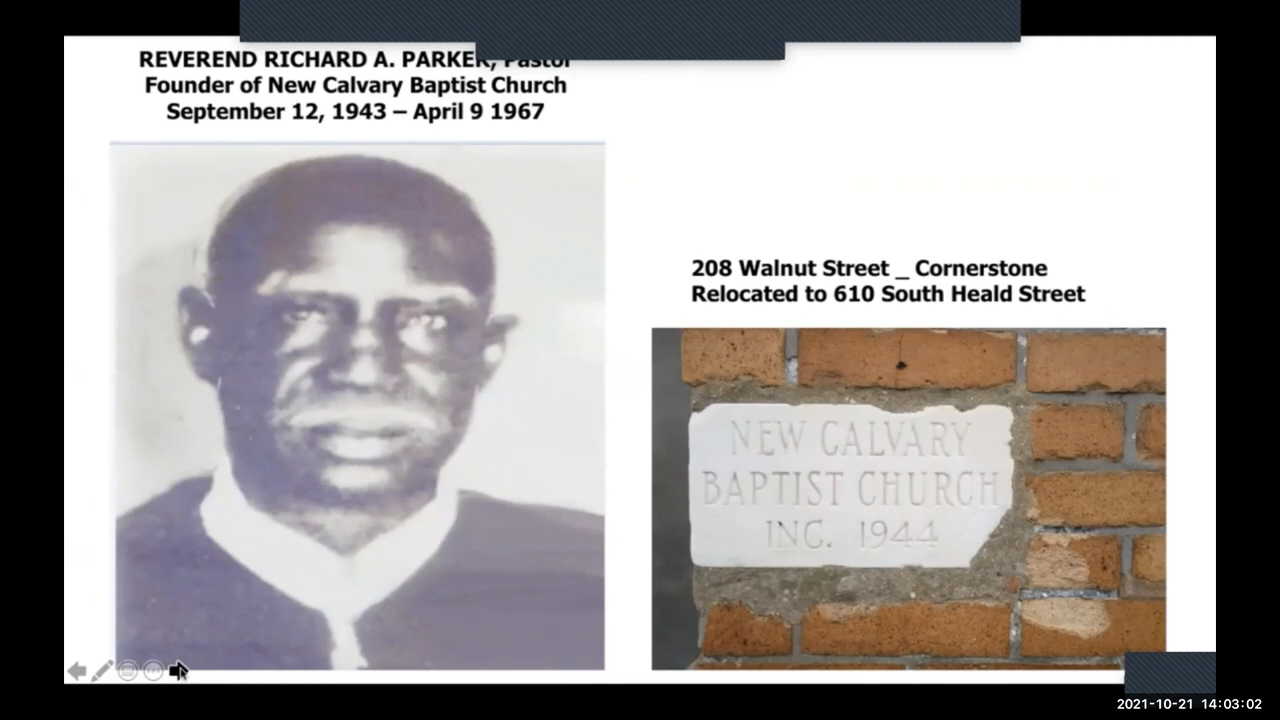 REVEREND RICHARD A. PARKER, Pastor
Founder of New Calvary Baptist Church
September 12, 1943 – April 9 1967
208 Walnut Street _ Cornerstone
Relocated to 610 South Heald Street
NEW CALVARY
BAPTIST CHURCH
INC. 1944
2021-10-21 14:03:02